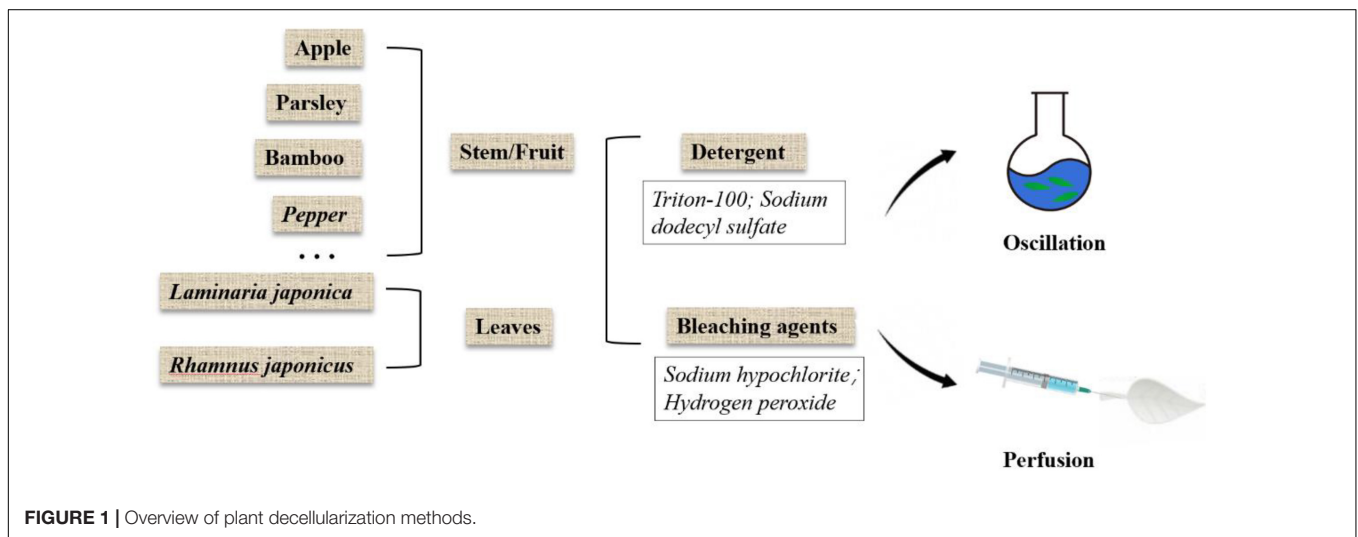 Apple
Parsley
Bamboo
Pepper
...
Laminaria japonica
Rhamnus japonicus
Stem/Fruit
Leaves
Detergent
Triton-100; Sodium
dodecyl sulfate
Bleaching agents
Sodium hypochlorite;
Hydrogen peroxide
Oscillation
Perfusion
FIGURE 1 | Overview of plant decellularization methods.